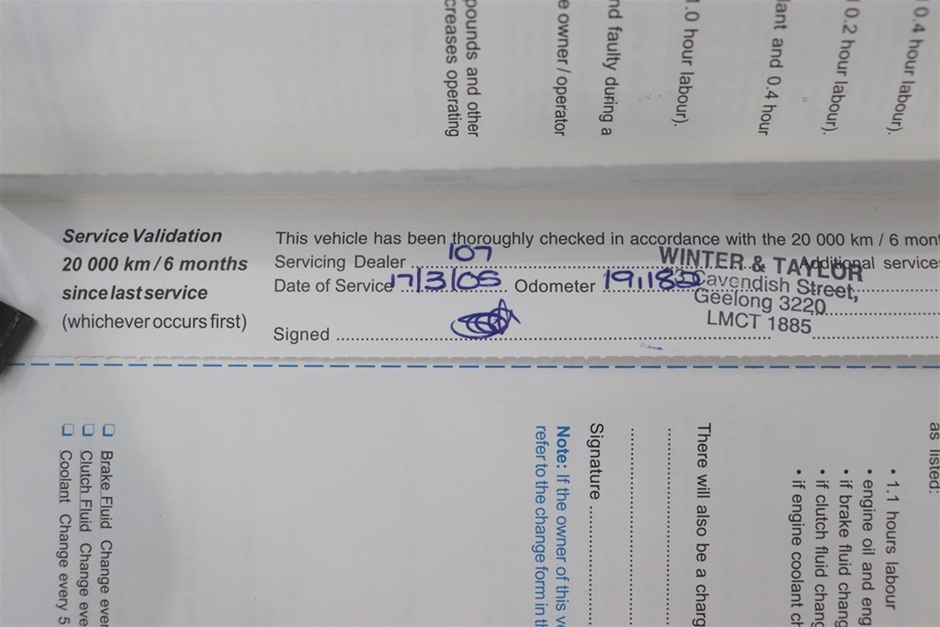 pounds and other
creases operating
e owner / operator
nd faulty during a
1.0 hour labour).
lant and 0.4 hour
0.2 hour labour).
0.4 hour labour).
Service Validation
20 000 km / 6 months
since last service
(whichever occurs first)
This vehicle has been thoroughly checked in accordance with the 20 000 km / 6 mon
Servicing Dealer 107 Additional service
Date of Service 17/3/05 Odometer
Signed
WINTER & TAYLOR
Cavendish Street,
Geelong 3220
LMCT 1885
as listed:
• 1.1 hours labour
• engine oil and eng
• if brake fluid chang
• if clutch fluid chang
• if engine coolant ch
There will also be a charg
Signature
Note: If the owner of this v
refer to the change form in th
Brake Fluid Change ever
Clutch Fluid Change eve
Coolant Change every 5